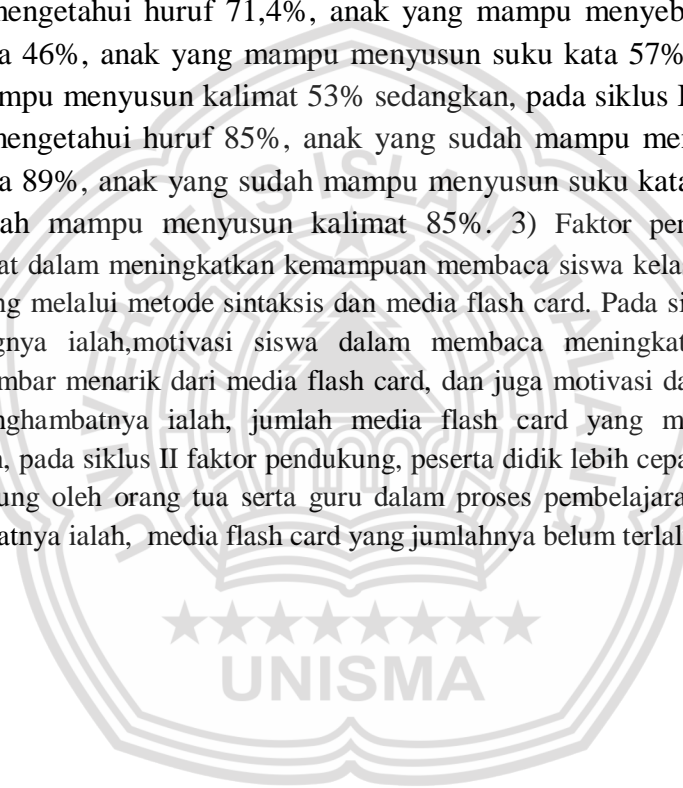 mengetahui huruf 71,4%, anak yang mampu menyeb
a 46%, anak yang mampu menyusun suku kata 57%
mpu menyusun kalimat 53% sedangkan, pada siklus I
mengetahui huruf 85%, anak yang sudah mampu me
a 89%, anak yang sudah mampu menyusun suku kata
ah mampu menyusun kalimat 85%. 3) Faktor pen
at dalam meningkatkan kemampuan membaca siswa kela
ng melalui metode sintaksis dan media flash card. Pada si
gnya ialah,motivasi siswa dalam membaca meningkat
mbar menarik dari media flash card, dan juga motivasi da
nghambatnya ialah, jumlah media flash card yang m
, pada siklus II faktor pendukung, peserta didik lebih cepa
ung oleh orang tua serta guru dalam proses pembelajara
atnya ialah, media flash card yang jumlahnya belum terlal
UNIVERSITAS ISLAM MALANG
UNISMA